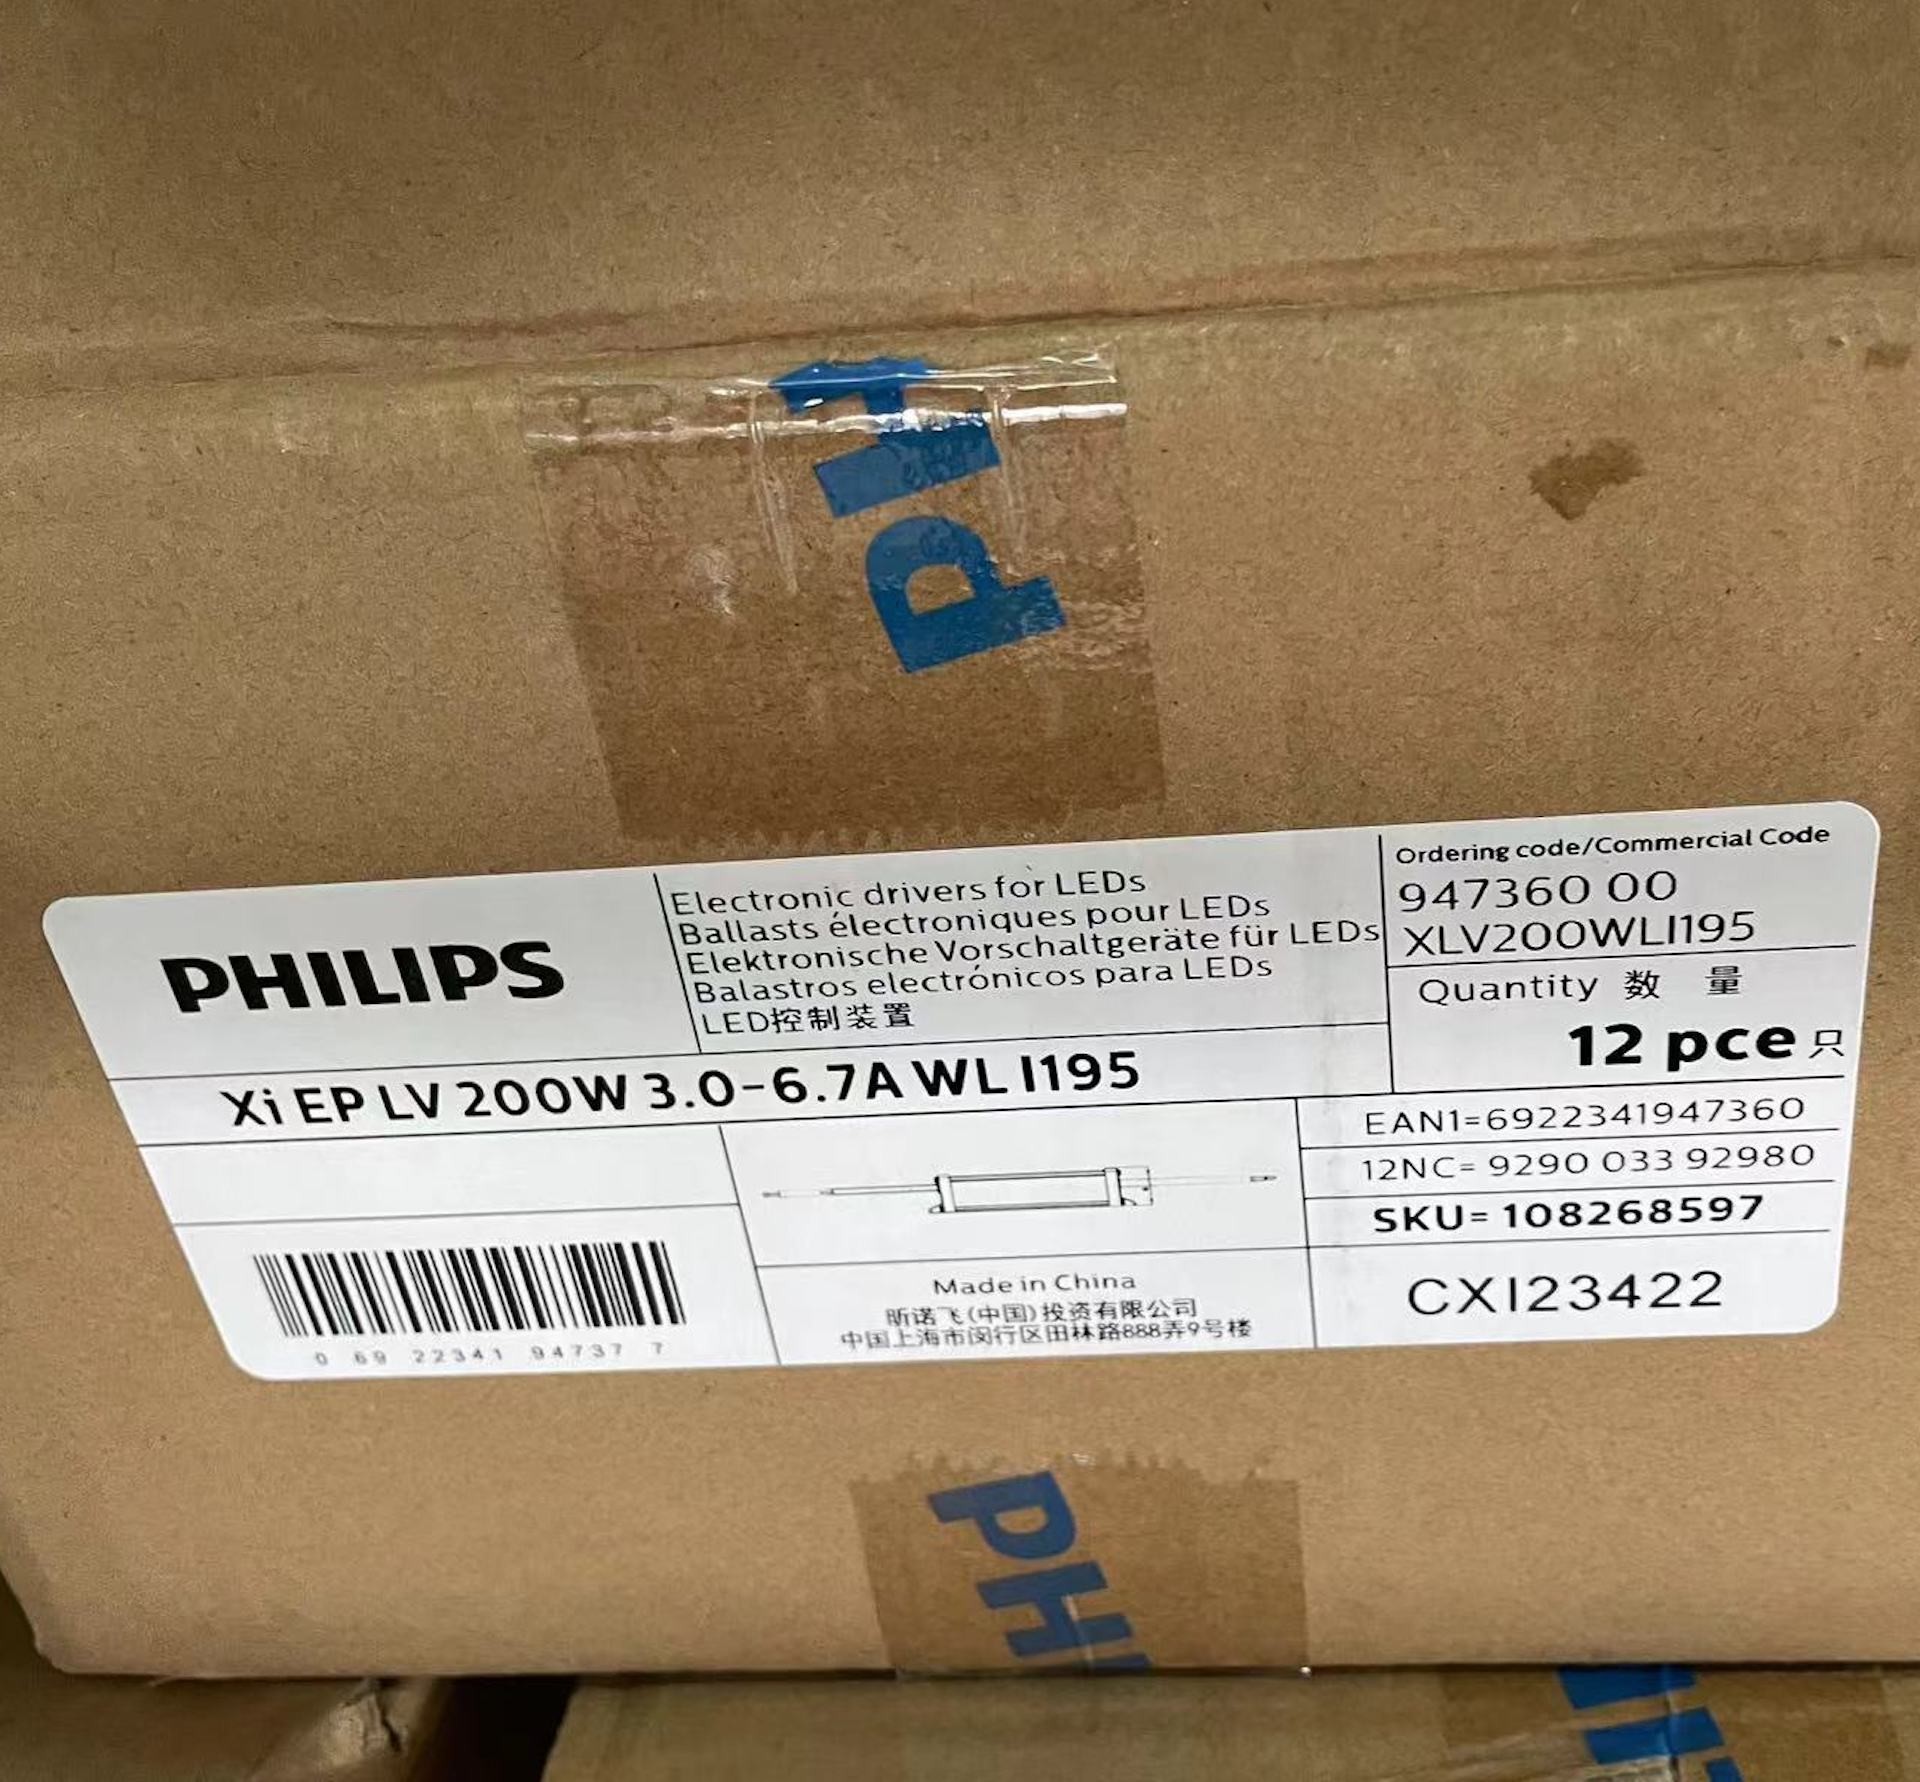 PHI
PHILIPS
Electronic drivers for LEDs
Ballasts électroniques pour LEDs
Elektronische Vorschaltgeräte für LEDs
Balastros electrónicos para LEDs
LED控制装置
Ordering code/Commercial Code
947360 00
XLV200WLI195
Quantity 数 量
12 pce 只
Xi EP LV 200W 3.0-6.7A WL I195
EAN1=6922341947360
12NC= 9290 033 92980
SKU= 108268597
CXI23422
0 69 22341 94737 7
Made in China
昕诺飞(中国)投资有限公司
中国上海市闵行区田林路888弄9号楼
PHI